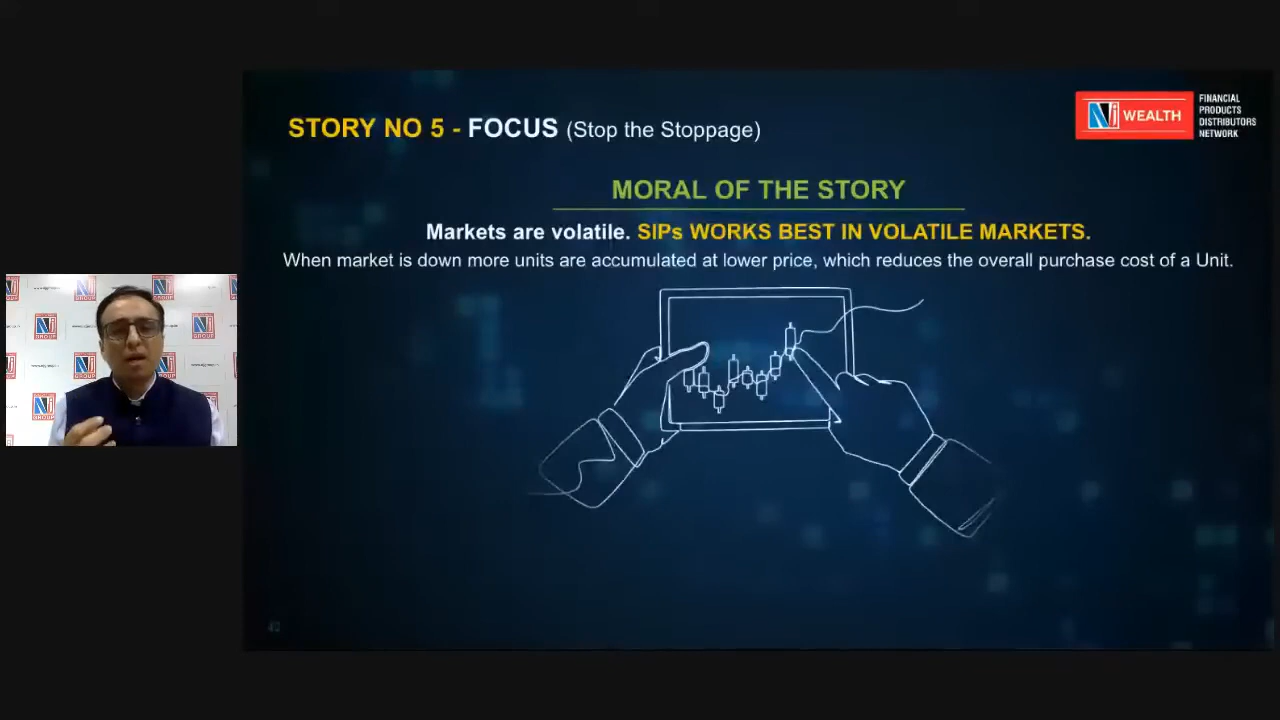 STORY NO 5 - FOCUS (Stop the Stoppage)
NJ WEALTH
FINANCIAL
PRODUCTS
DISTRIBUTORS
NETWORK
MORAL OF THE STORY
Markets are volatile. SIPs WORKS BEST IN VOLATILE MARKETS.
When market is down more units are accumulated at lower price, which reduces the overall purchase cost of a Unit.
NJ
GROUP